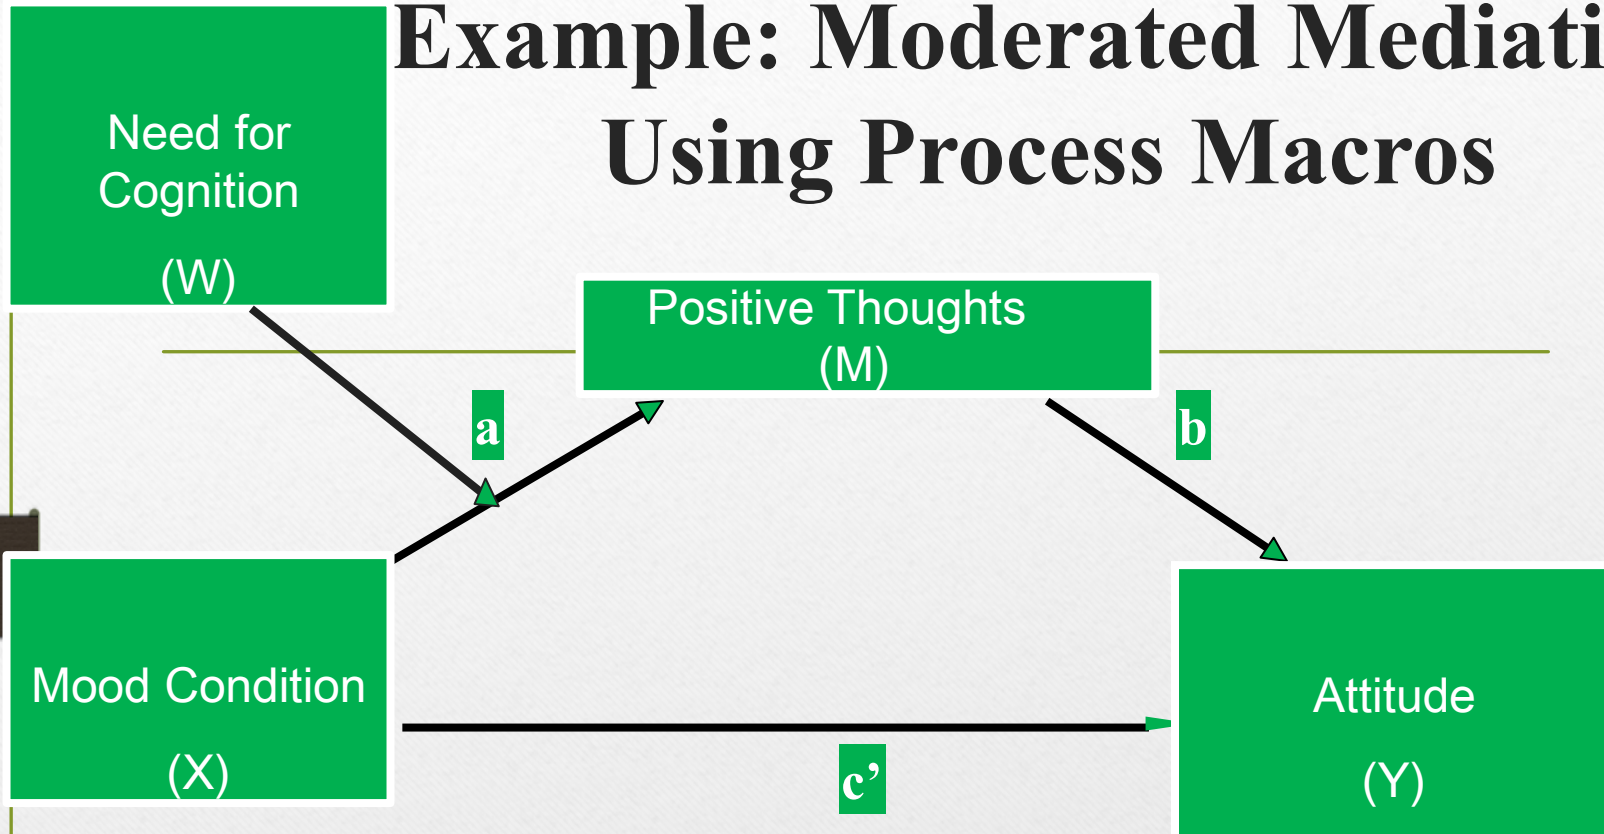 Example: Moderated Mediati
Using Process Macros
Need for
Cognition
(W)
Positive Thoughts
(M)
a
b
Mood Condition
(X)
c’
Attitude
(Y)